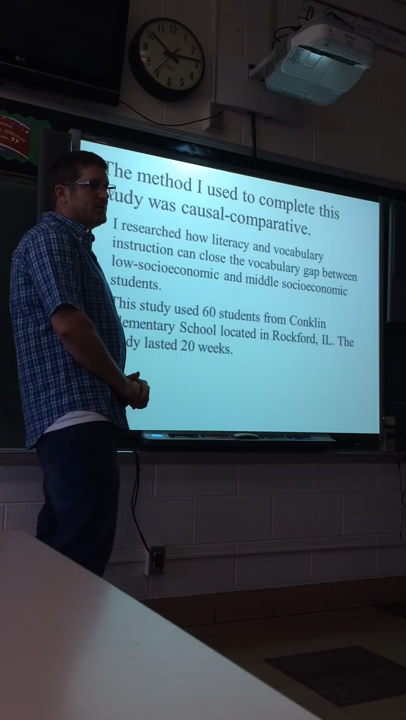 The method I used to complete this
study was causal-comparative.
I researched how literacy and vocabulary
instruction can close the vocabulary gap between
low-socioeconomic and middle socioeconomic
students.
This study used 60 students from Conklin
Elementary School located in Rockford, IL. The
study lasted 20 weeks.